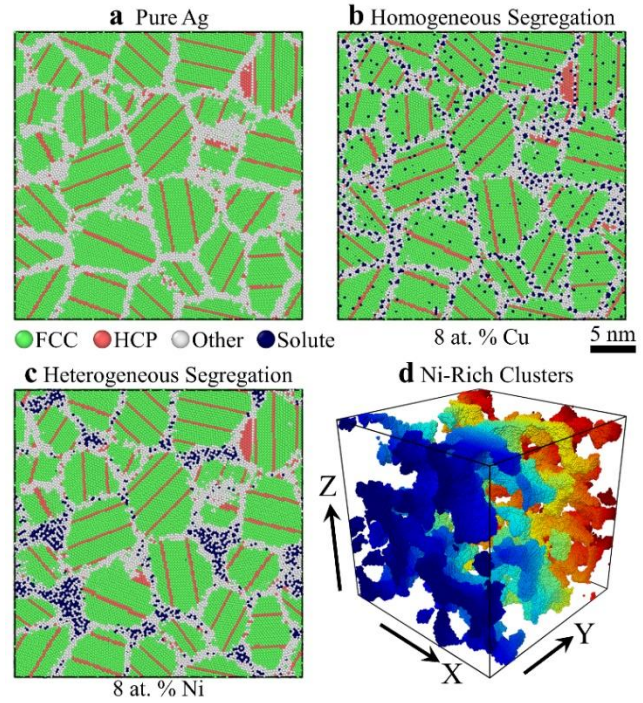 a Pure Ag
b Homogeneous Segregation
FCC HCP Other Solute
8 at. % Cu
5 nm
c Heterogeneous Segregation
d Ni-Rich Clusters
Z
X
Y
8 at. % Ni